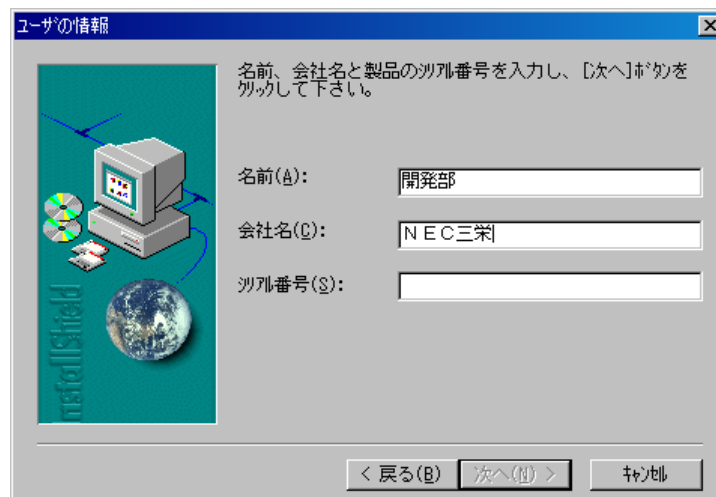 ユーザの情報
名前、会社名と製品のｼﾘｱﾙ番号を入力し、[次へ]ﾎﾞﾀﾝを
ｸﾘｯｸして下さい。
名前(A):
開発部
会社名(C):
ＮＥＣ三栄
ｼﾘｱﾙ番号(S):
InstallShield
< 戻る(B)
次へ(N) >
ｷｬﾝｾﾙ